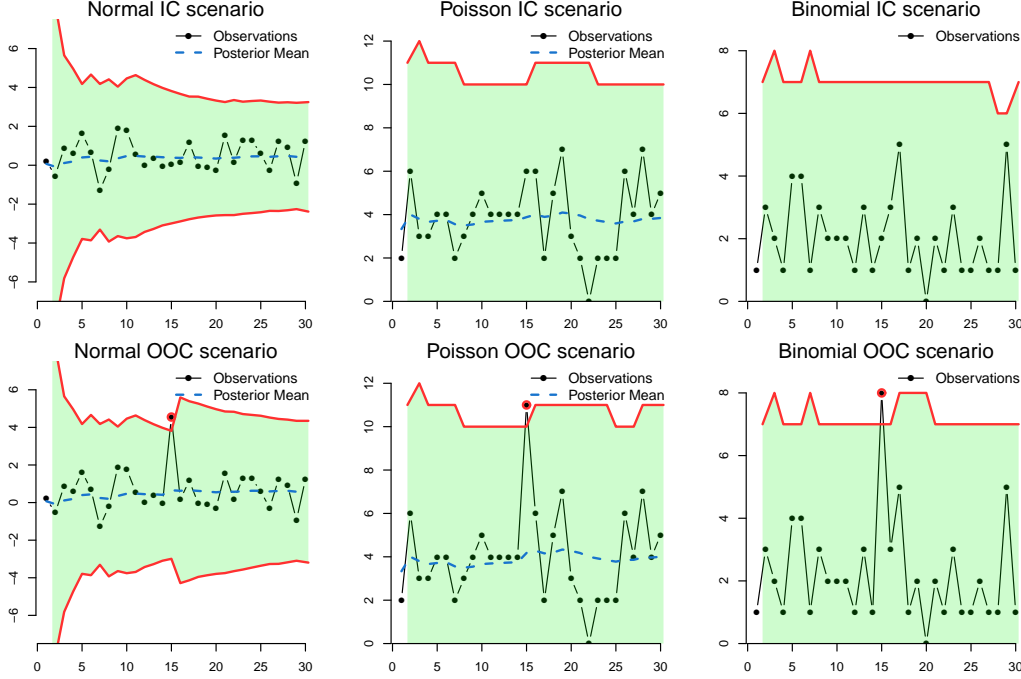 Normal IC scenario
Observations
Posterior Mean
6
4
2
0
−2
−4
−6
0 5 10 15 20 25 30
Poisson IC scenario
Observations
Posterior Mean
12
10
8
6
4
2
0
0 5 10 15 20 25 30
Binomial IC scenario
Observations
8
6
4
2
0
0 5 10 15 20 25 30
Normal OOC scenario
Observations
Posterior Mean
6
4
2
0
−2
−4
−6
0 5 10 15 20 25 30
Poisson OOC scenario
Observations
Posterior Mean
12
10
8
6
4
2
0
0 5 10 15 20 25 30
Binomial OOC scenario
Observations
8
6
4
2
0
0 5 10 15 20 25 30